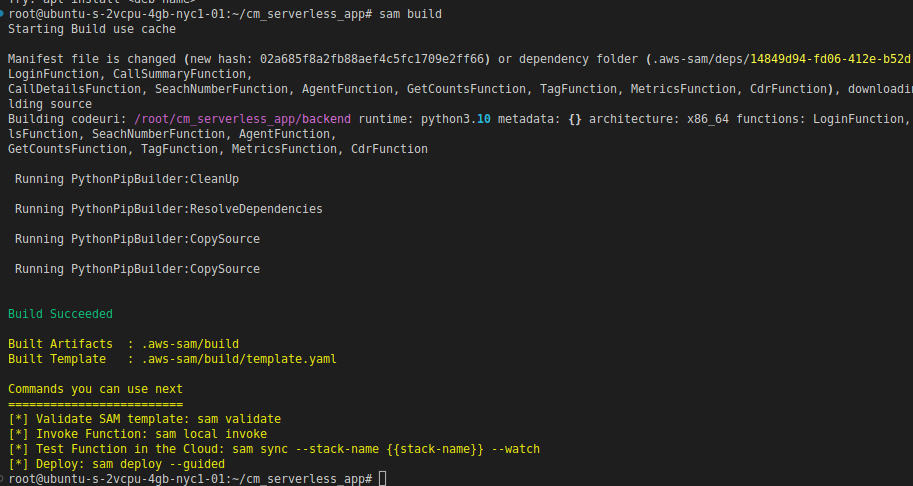 Try: apt install <deb name>
root@ubuntu-s-2vcpu-4gb-nyc1-01:~/cm_serverless_app# sam build
Starting Build use cache
Manifest file is changed (new hash: 02a685f8a2fb88aef4c5fc1709e2ff66) or dependency folder (.aws-sam/deps/14849d94-fd06-412e-b52d
LoginFunction, CallSummaryFunction,
CallDetailsFunction, SeachNumberFunction, AgentFunction, GetCountsFunction, TagFunction, MetricsFunction, CdrFunction), downloadin
lding source
Building codeuri: /root/cm_serverless_app/backend runtime: python3.10 metadata: {} architecture: x86_64 functions: LoginFunction,
lsFunction, SeachNumberFunction, AgentFunction,
GetCountsFunction, TagFunction, MetricsFunction, CdrFunction
Running PythonPipBuilder:CleanUp
Running PythonPipBuilder:ResolveDependencies
Running PythonPipBuilder:CopySource
Running PythonPipBuilder:CopySource
Build Succeeded
Built Artifacts  : .aws-sam/build
Built Template   : .aws-sam/build/template.yaml
Commands you can use next
=========================
[*] Validate SAM template: sam validate
[*] Invoke Function: sam local invoke
[*] Test Function in the Cloud: sam sync --stack-name {{stack-name}} --watch
[*] Deploy: sam deploy --guided
root@ubuntu-s-2vcpu-4gb-nyc1-01:~/cm_serverless_app#